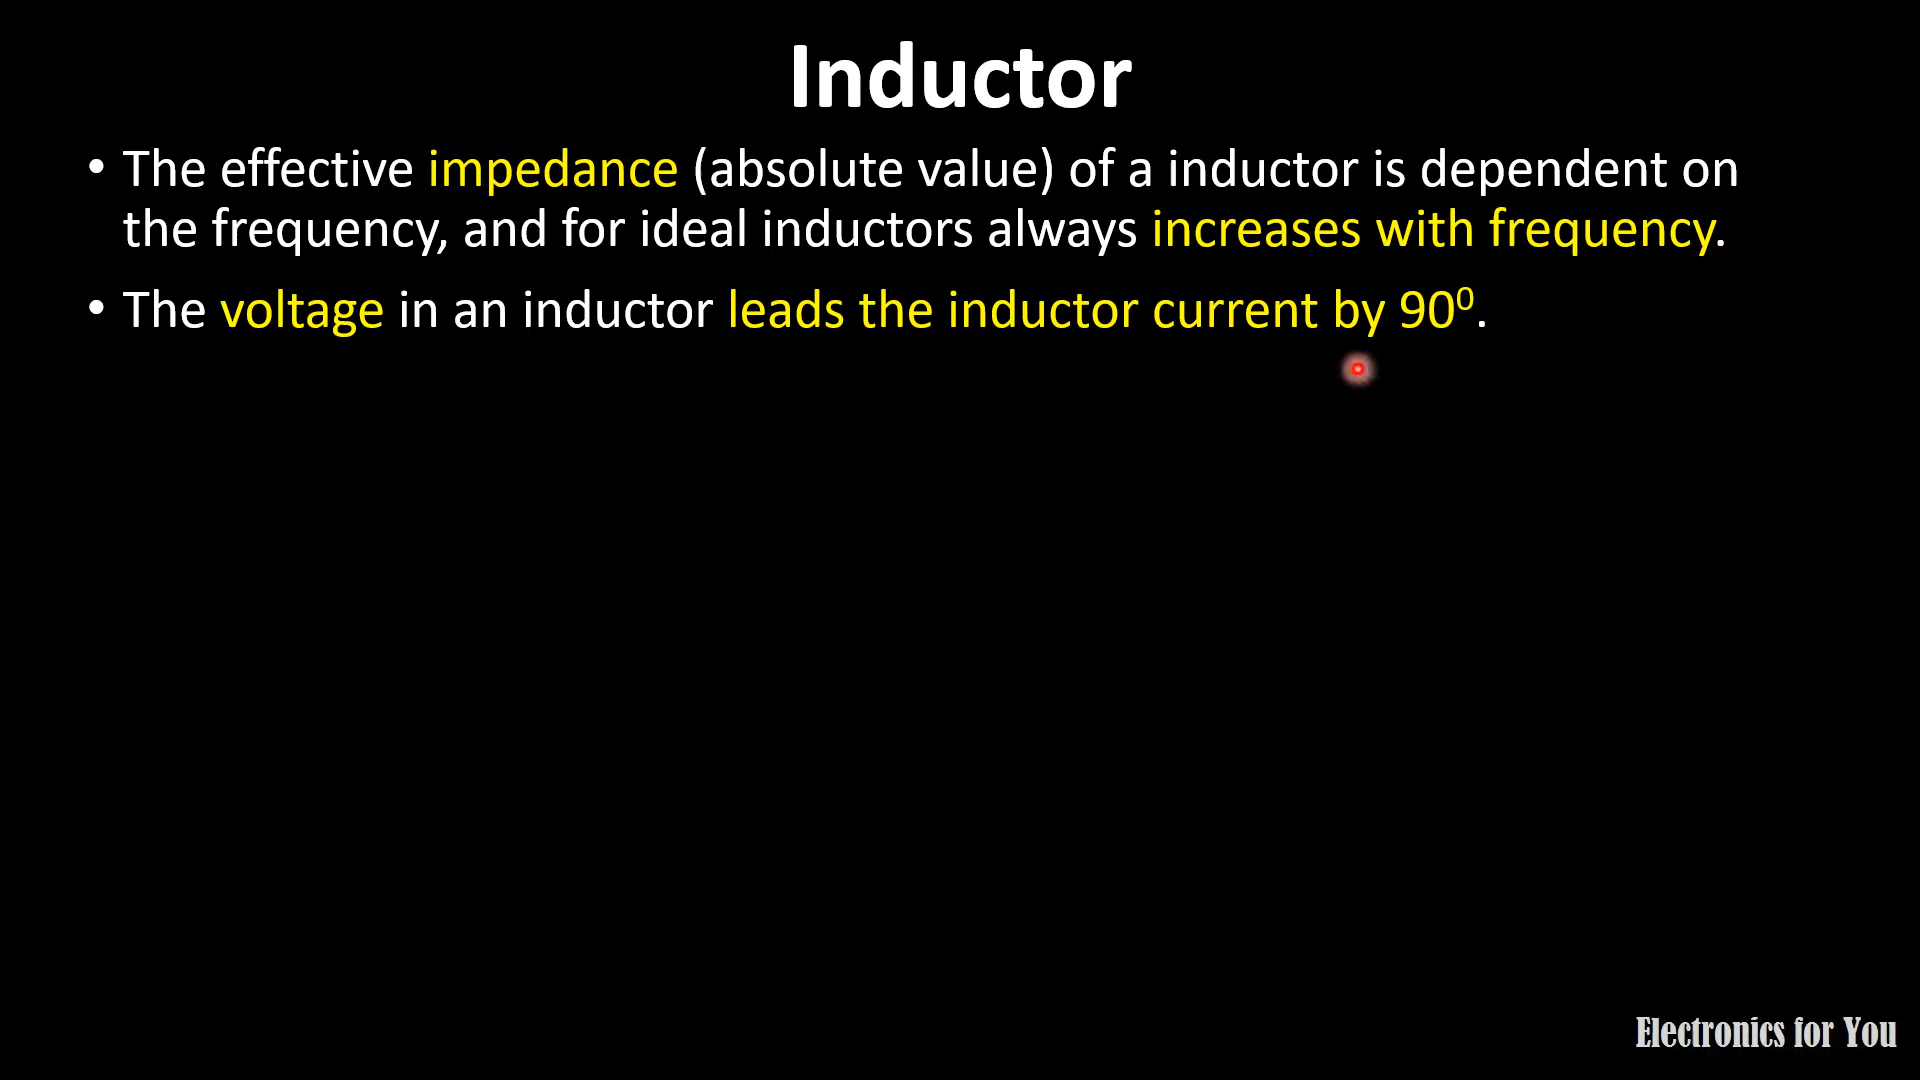 Inductor
• The effective impedance (absolute value) of a inductor is dependent on
the frequency, and for ideal inductors always increases with frequency.
• The voltage in an inductor leads the inductor current by 90⁰.
Electronics for You